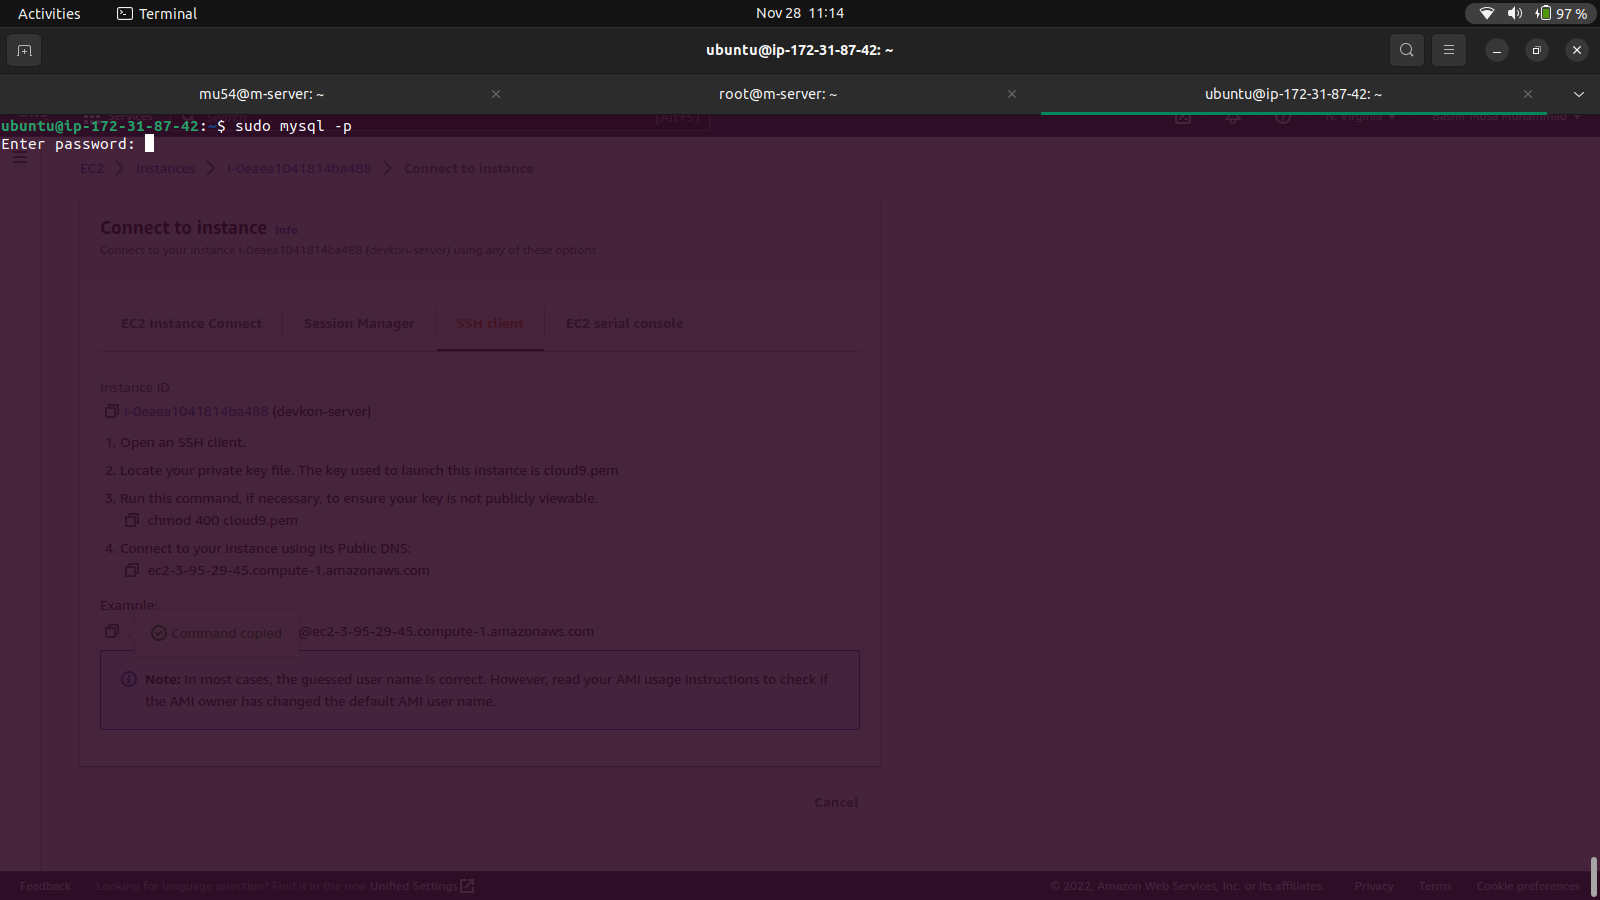 Activities
Terminal
Nov 28 11:14
97 %
ubuntu@ip-172-31-87-42: ~
mu54@m-server: ~
root@m-server: ~
ubuntu@ip-172-31-87-42: ~
Services
[Alt+S]
N. Virginia
ubuntu@ip-172-31-87-42:~$ sudo mysql -p
Enter password:
EC2
Instances
i-0eaea1041814ba488
Connect to instance
Connect to instance Info
Connect to your instance i-0eaea1041814ba488 (devkon-server) using any of these options
EC2 Instance Connect
Session Manager
SSH client
EC2 serial console
Instance ID
i-0eaea1041814ba488 (devkon-server)
1. Open an SSH client.
2. Locate your private key file. The key used to launch this instance is cloud9.pem
3. Run this command, if necessary, to ensure your key is not publicly viewable.
chmod 400 cloud9.pem
4. Connect to your instance using its Public DNS:
ec2-3-95-29-45.compute-1.amazonaws.com
Example:
Command copied
@ec2-3-95-29-45.compute-1.amazonaws.com
Note: In most cases, the guessed user name is correct. However, read your AMI usage instructions to check if
the AMI owner has changed the default AMI user name.
Cancel
Feedback
Looking for language selection? Find it in the new Unified Settings
© 2022, Amazon Web Services, Inc. or its affiliates.
Privacy
Terms
Cookie preferences